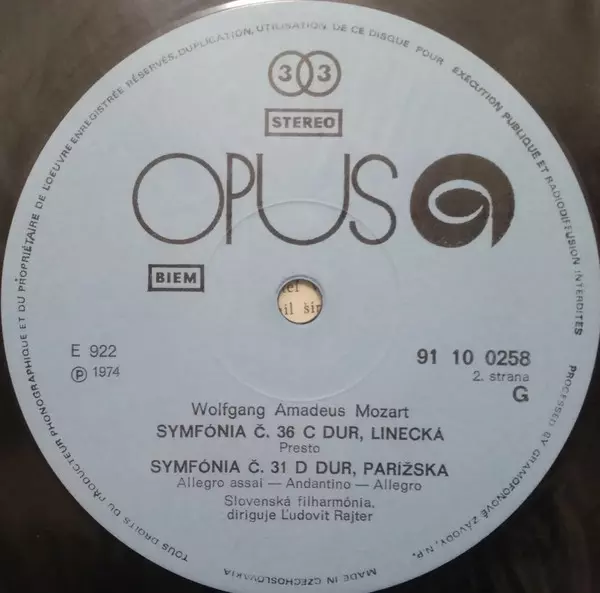 TOUS DROITS DU PRODUCTEUR PHONOGRAPHIQUE ET DU PROPRIÉTAIRE DE L'OEUVRE ENREGISTRÉE RÉSERVÉS, DUPLICATION, UTILISATION DE CE DISQUE POUR EXÉCUTION PUBLIQUE ET RADIODIFFUSION INTERDITES
33
STEREO
OPUS
BIEM
E 922
Ⓟ 1974
91 10 0258
2. strana
G
Wolfgang Amadeus Mozart
SYMFÓNIA Č. 36 C DUR, LINECKÁ
Presto
SYMFÓNIA Č. 31 D DUR, PARÍŽSKA
Allegro assai — Andantino — Allegro
Slovenská filharmónia,
diriguje Ľudovit Rajter
PROCESSED BY GRAMOFONOVÉ ZÁVODY, N.P.
MADE IN CZECHOSLOVAKIA